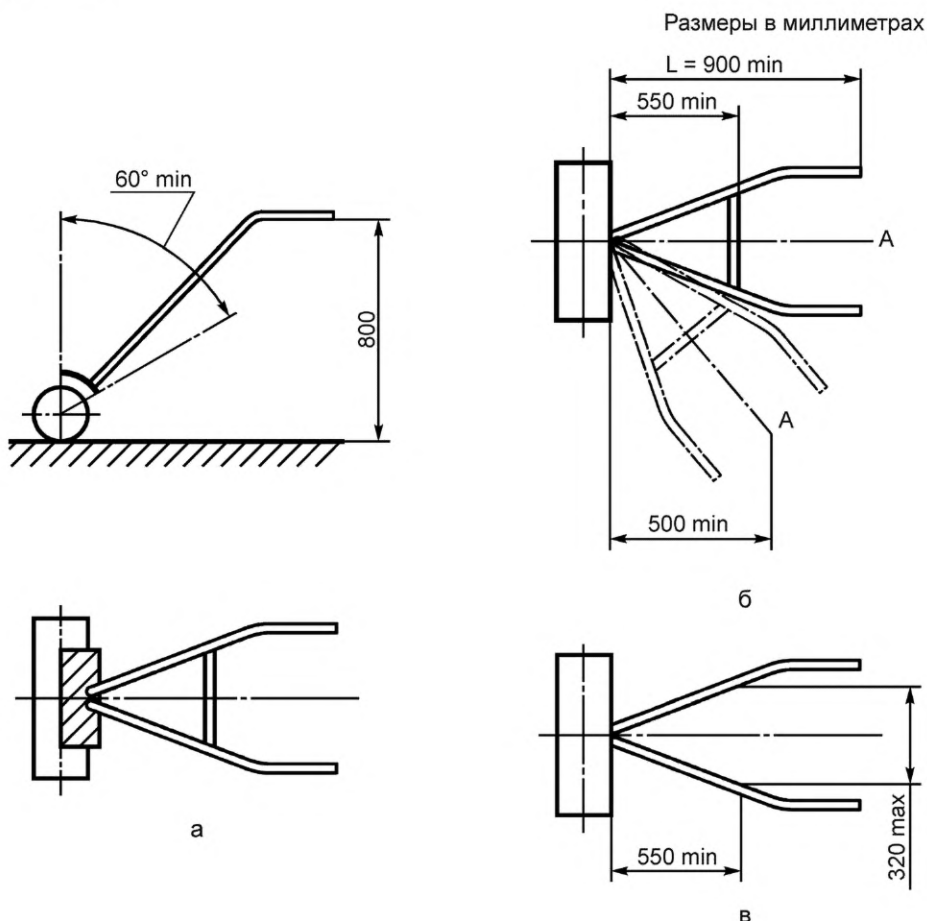 Размеры в миллиметрах
L = 900 min
550 min
60° min
800
A
A
500 min
б
а
550 min
320 max
в